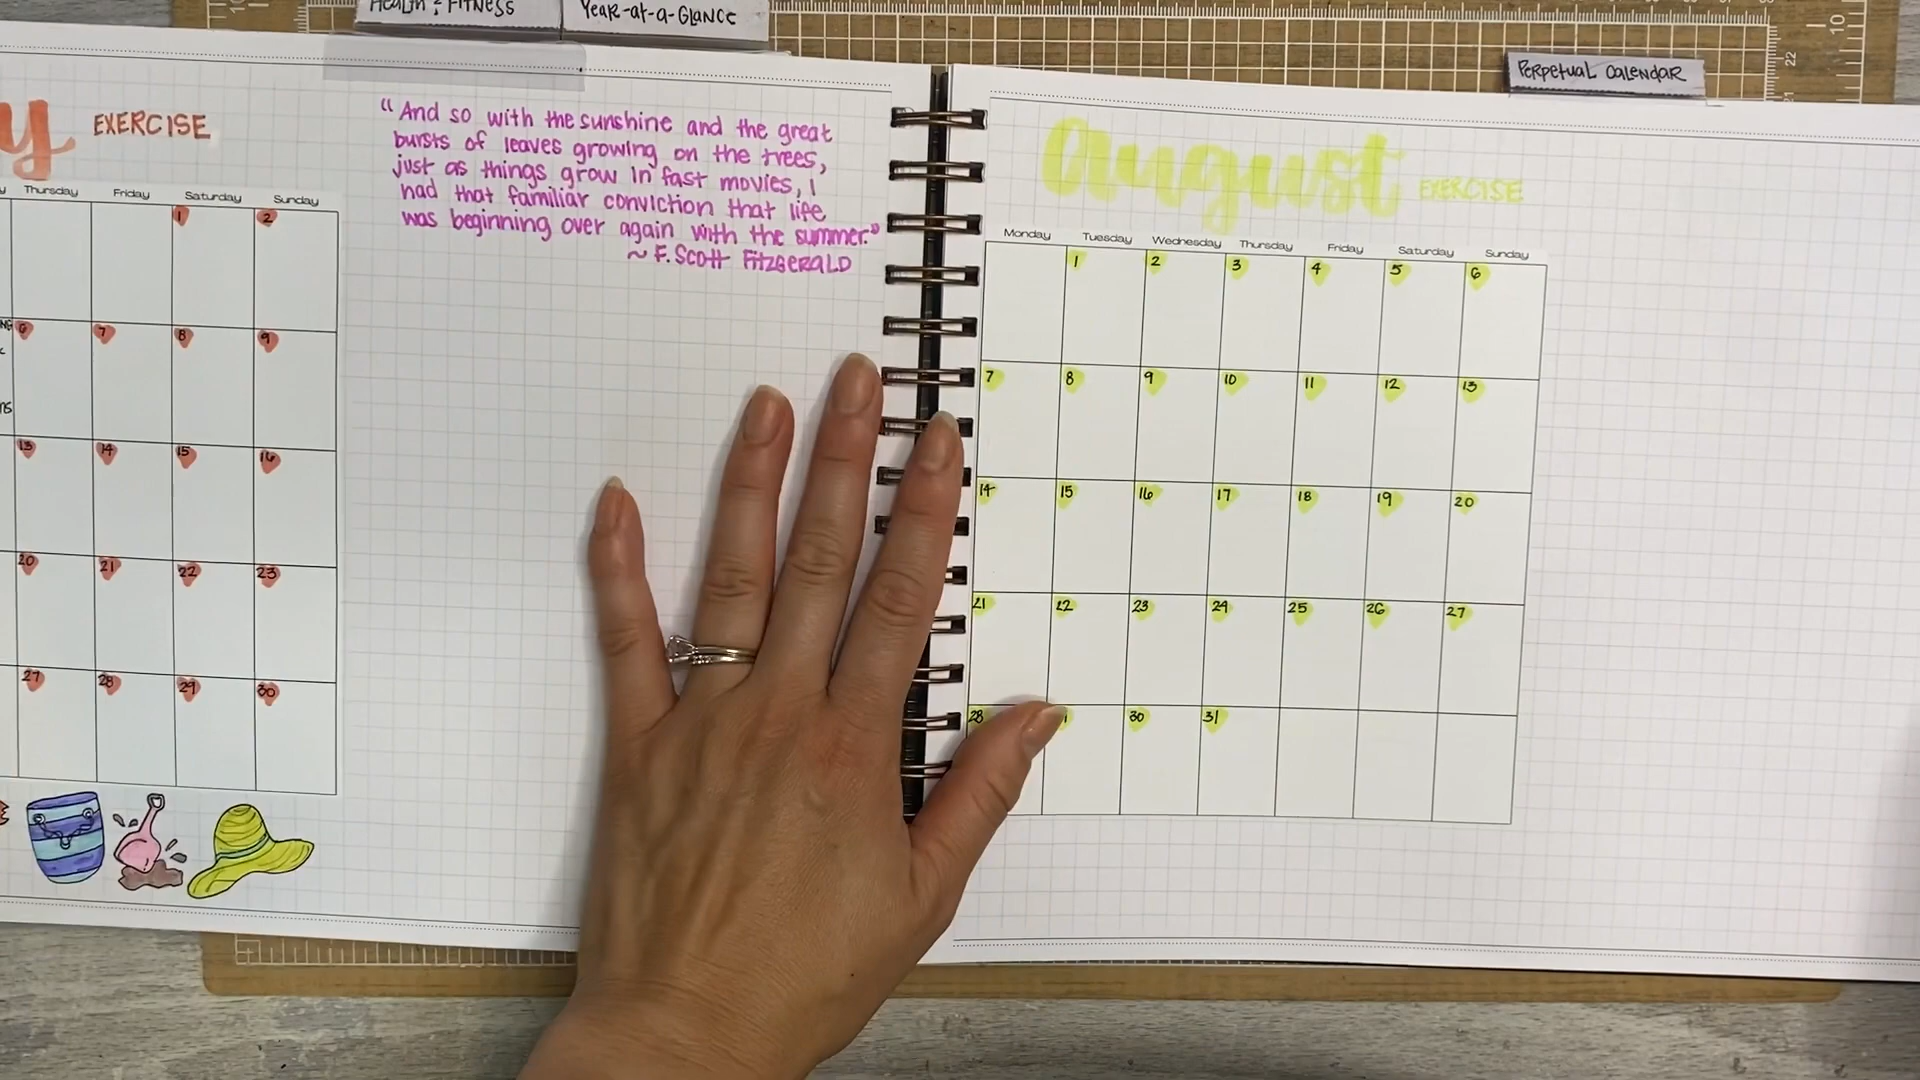 HEALTH & FITNESS
YEAR-at-a-GLANCE
PERPETUAL CALENDAR
y EXERCISE
Thursday Friday Saturday Sunday
1 2
6 7 8 9
13 14 15 16
20 21 22 23
27 28 29 30
"And so with the sunshine and the great
bursts of leaves growing on the trees,
just as things grow in fast movies, I
had that familiar conviction that life
was beginning over again with the summer."
~ F. SCOTT FITZGERALD
august EXERCISE
Monday Tuesday Wednesday Thursday Friday Saturday Sunday
1 2 3 4 5 6
7 8 9 10 11 12 13
14 15 16 17 18 19 20
21 22 23 24 25 26 27
28 30 31
22
10